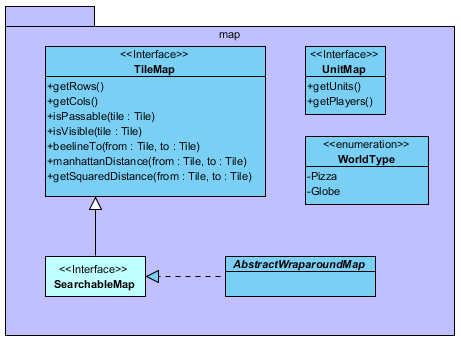 map
<<Interface>>
TileMap
+getRows()
+getCols()
+isPassable(tile : Tile)
+isVisible(tile : Tile)
+beelineTo(from : Tile, to : Tile)
+manhattanDistance(from : Tile, to : Tile)
+getSquaredDistance(from : Tile, to : Tile)
<<Interface>>
UnitMap
+getUnits()
+getPlayers()
<<enumeration>>
WorldType
-Pizza
-Globe
<<Interface>>
SearchableMap
AbstractWraparoundMap